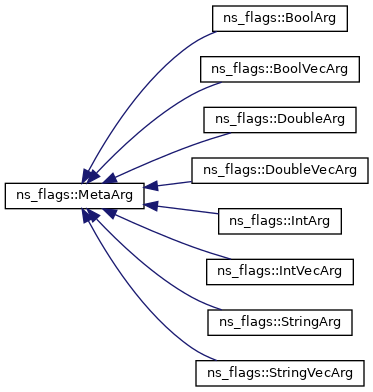 ns_flags::BoolArg
ns_flags::BoolVecArg
ns_flags::DoubleArg
ns_flags::DoubleVecArg
ns_flags::MetaArg
ns_flags::IntArg
ns_flags::IntVecArg
ns_flags::StringArg
ns_flags::StringVecArg